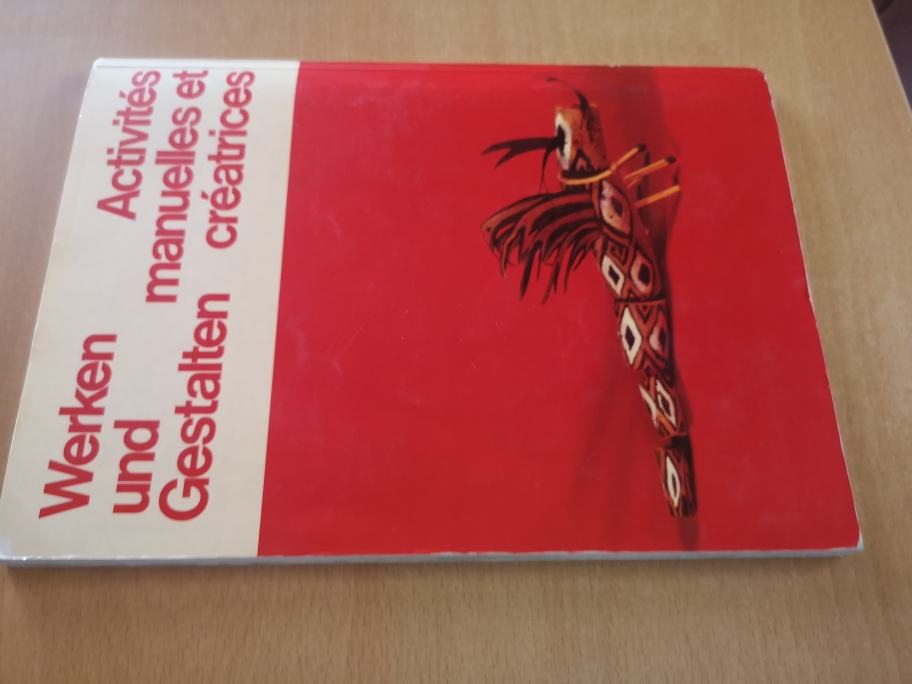 Werken
und
Gestalten
Activités
manuelles et
créatrices